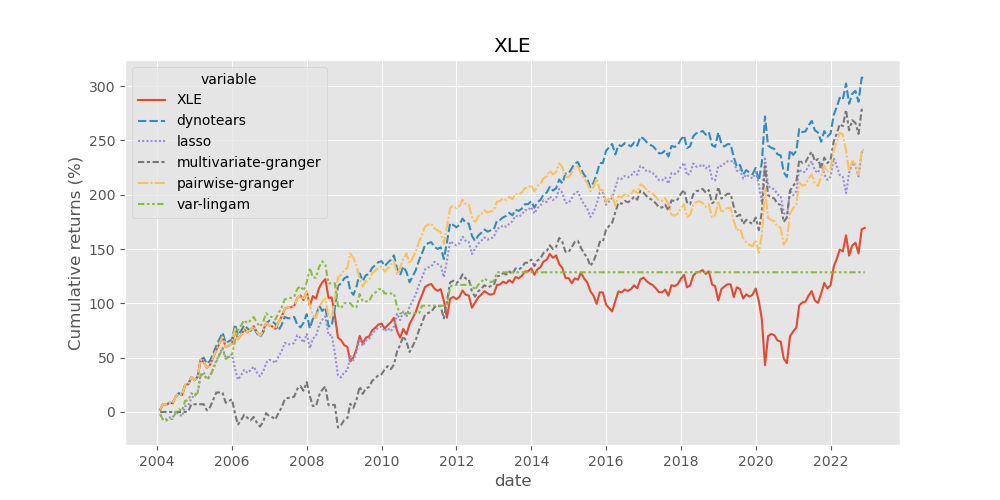 XLE
variable
XLE
dynotears
lasso
multivariate-granger
pairwise-granger
var-lingam
Cumulative returns (%)
300
250
200
150
100
50
0
2004 2006 2008 2010 2012 2014 2016 2018 2020 2022
date